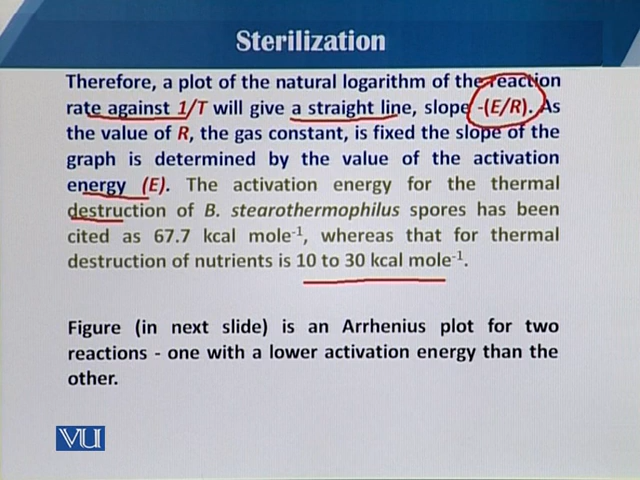 Sterilization
Therefore, a plot of the natural logarithm of the reaction
rate against 1/T will give a straight line, slope -(E/R). As
the value of R, the gas constant, is fixed the slope of the
graph is determined by the value of the activation
energy (E). The activation energy for the thermal
destruction of B. stearothermophilus spores has been
cited as 67.7 kcal mole-1, whereas that for thermal
destruction of nutrients is 10 to 30 kcal mole-1.
Figure (in next slide) is an Arrhenius plot for two
reactions - one with a lower activation energy than the
other.
VU